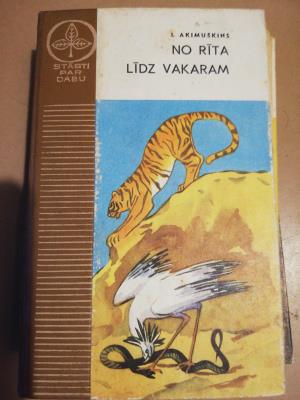 STĀSTI
PAR
DABU
I. AKIMUŠKINS
NO RĪTA
LĪDZ VAKARAM